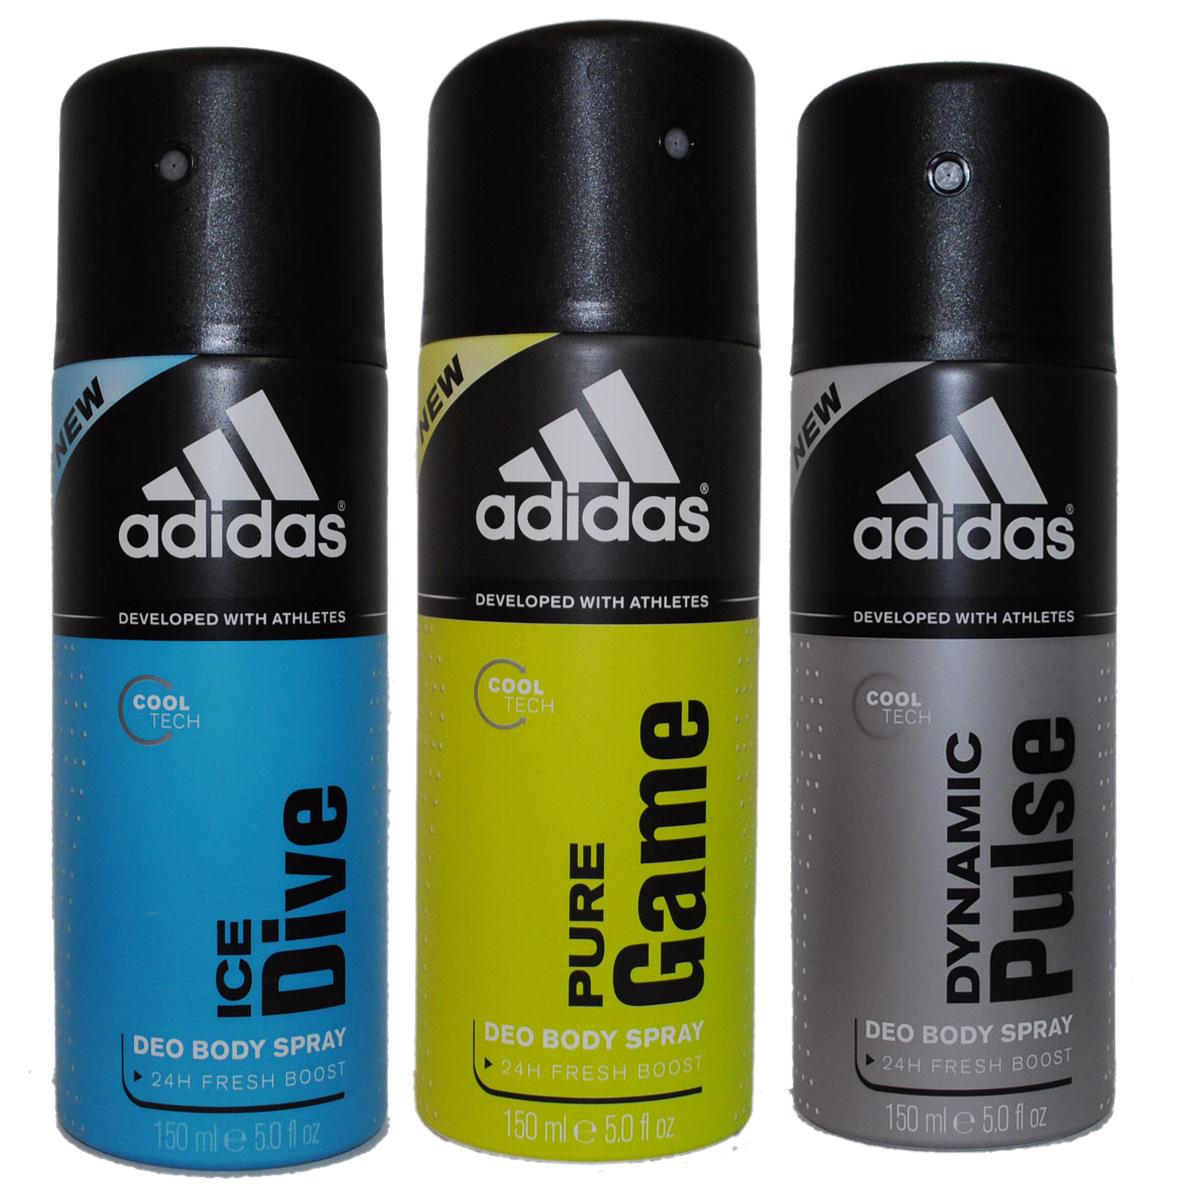 NEW
adidas®
DEVELOPED WITH ATHLETES
COOL
TECH
ICE
Dive
DEO BODY SPRAY
24H FRESH BOOST
150 ml e 5.0 fl oz
NEW
adidas®
DEVELOPED WITH ATHLETES
COOL
TECH
PURE
Game
DEO BODY SPRAY
24H FRESH BOOST
150 ml e 5.0 fl oz
NEW
adidas®
DEVELOPED WITH ATHLETES
COOL
TECH
DYNAMIC
Pulse
DEO BODY SPRAY
24H FRESH BOOST
150 ml e 5.0 fl oz